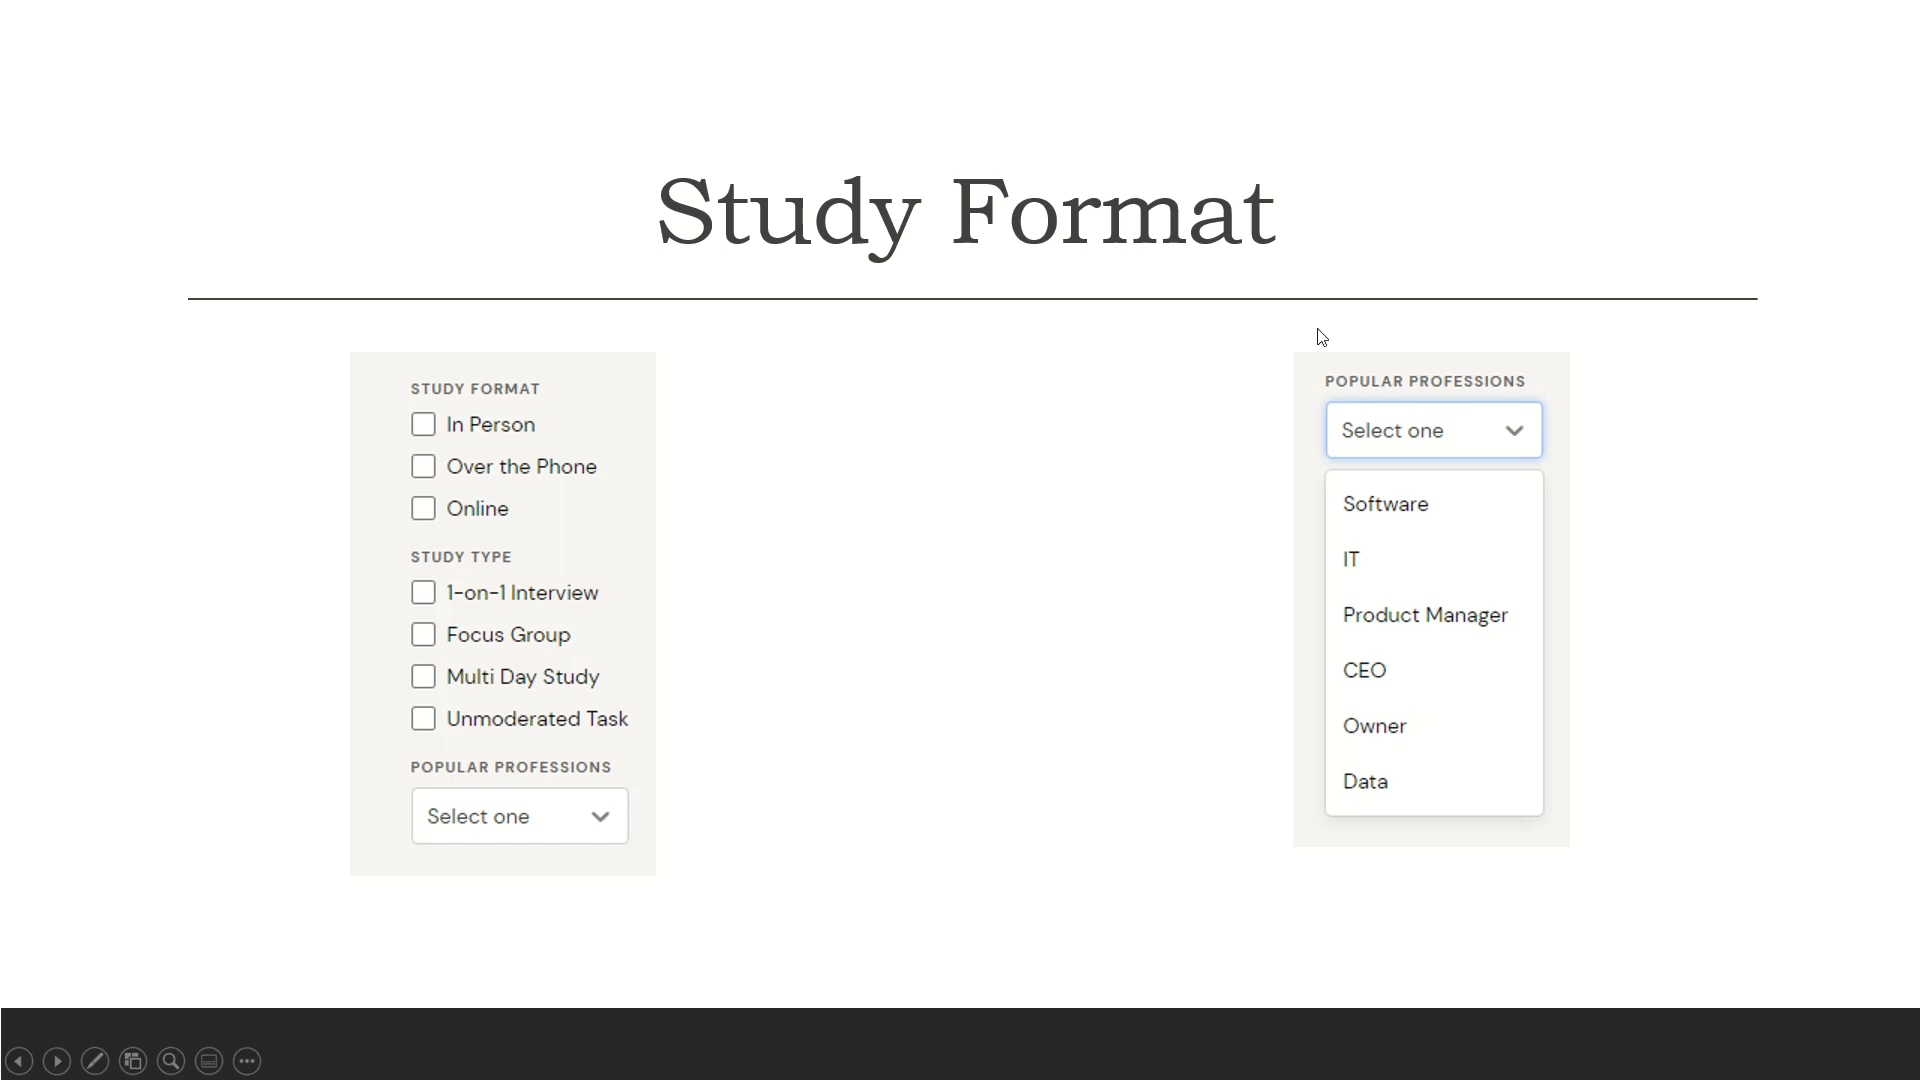 Study Format
STUDY FORMAT
In Person
Over the Phone
Online
STUDY TYPE
1-on-1 Interview
Focus Group
Multi Day Study
Unmoderated Task
POPULAR PROFESSIONS
Select one
POPULAR PROFESSIONS
Select one
Software
IT
Product Manager
CEO
Owner
Data